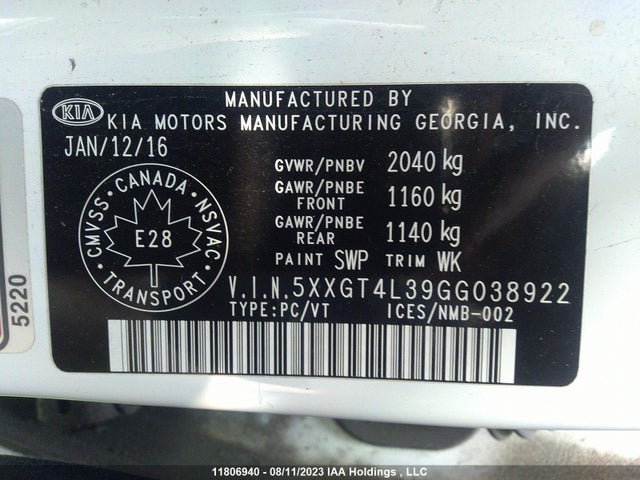 MANUFACTURED BY
KIA KIA MOTORS MANUFACTURING GEORGIA, INC.
JAN/12/16
GVWR/PNBV 2040 kg
GAWR/PNBE FRONT 1160 kg
GAWR/PNBE REAR 1140 kg
PAINT SWP TRIM WK
CMVSS · CANADA · NSVAC · TRANSPORT ·
E28
V.I.N.5XXGT4L39GG038922
TYPE:PC/VT ICES/NMB-002
5220
11806940 - 08/11/2023 IAA Holdings , LLC